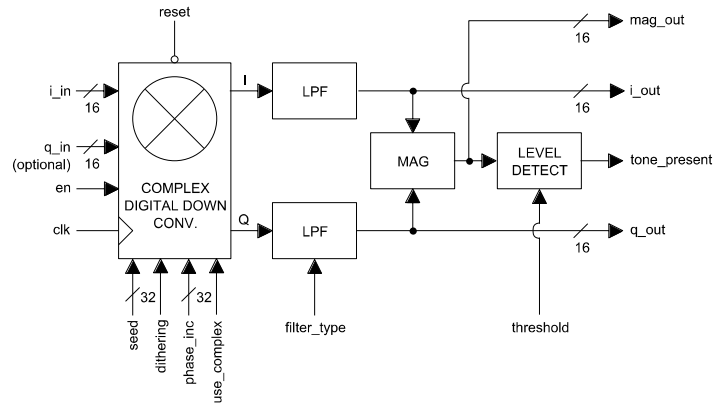 reset
mag_out
16
i_in
16
I
LPF
i_out
16
q_in
(optional)
16
MAG
LEVEL
DETECT
tone_present
en
COMPLEX
DIGITAL DOWN
CONV.
clk
Q
LPF
q_out
16
32
32
seed
dithering
phase_inc
use_complex
filter_type
threshold